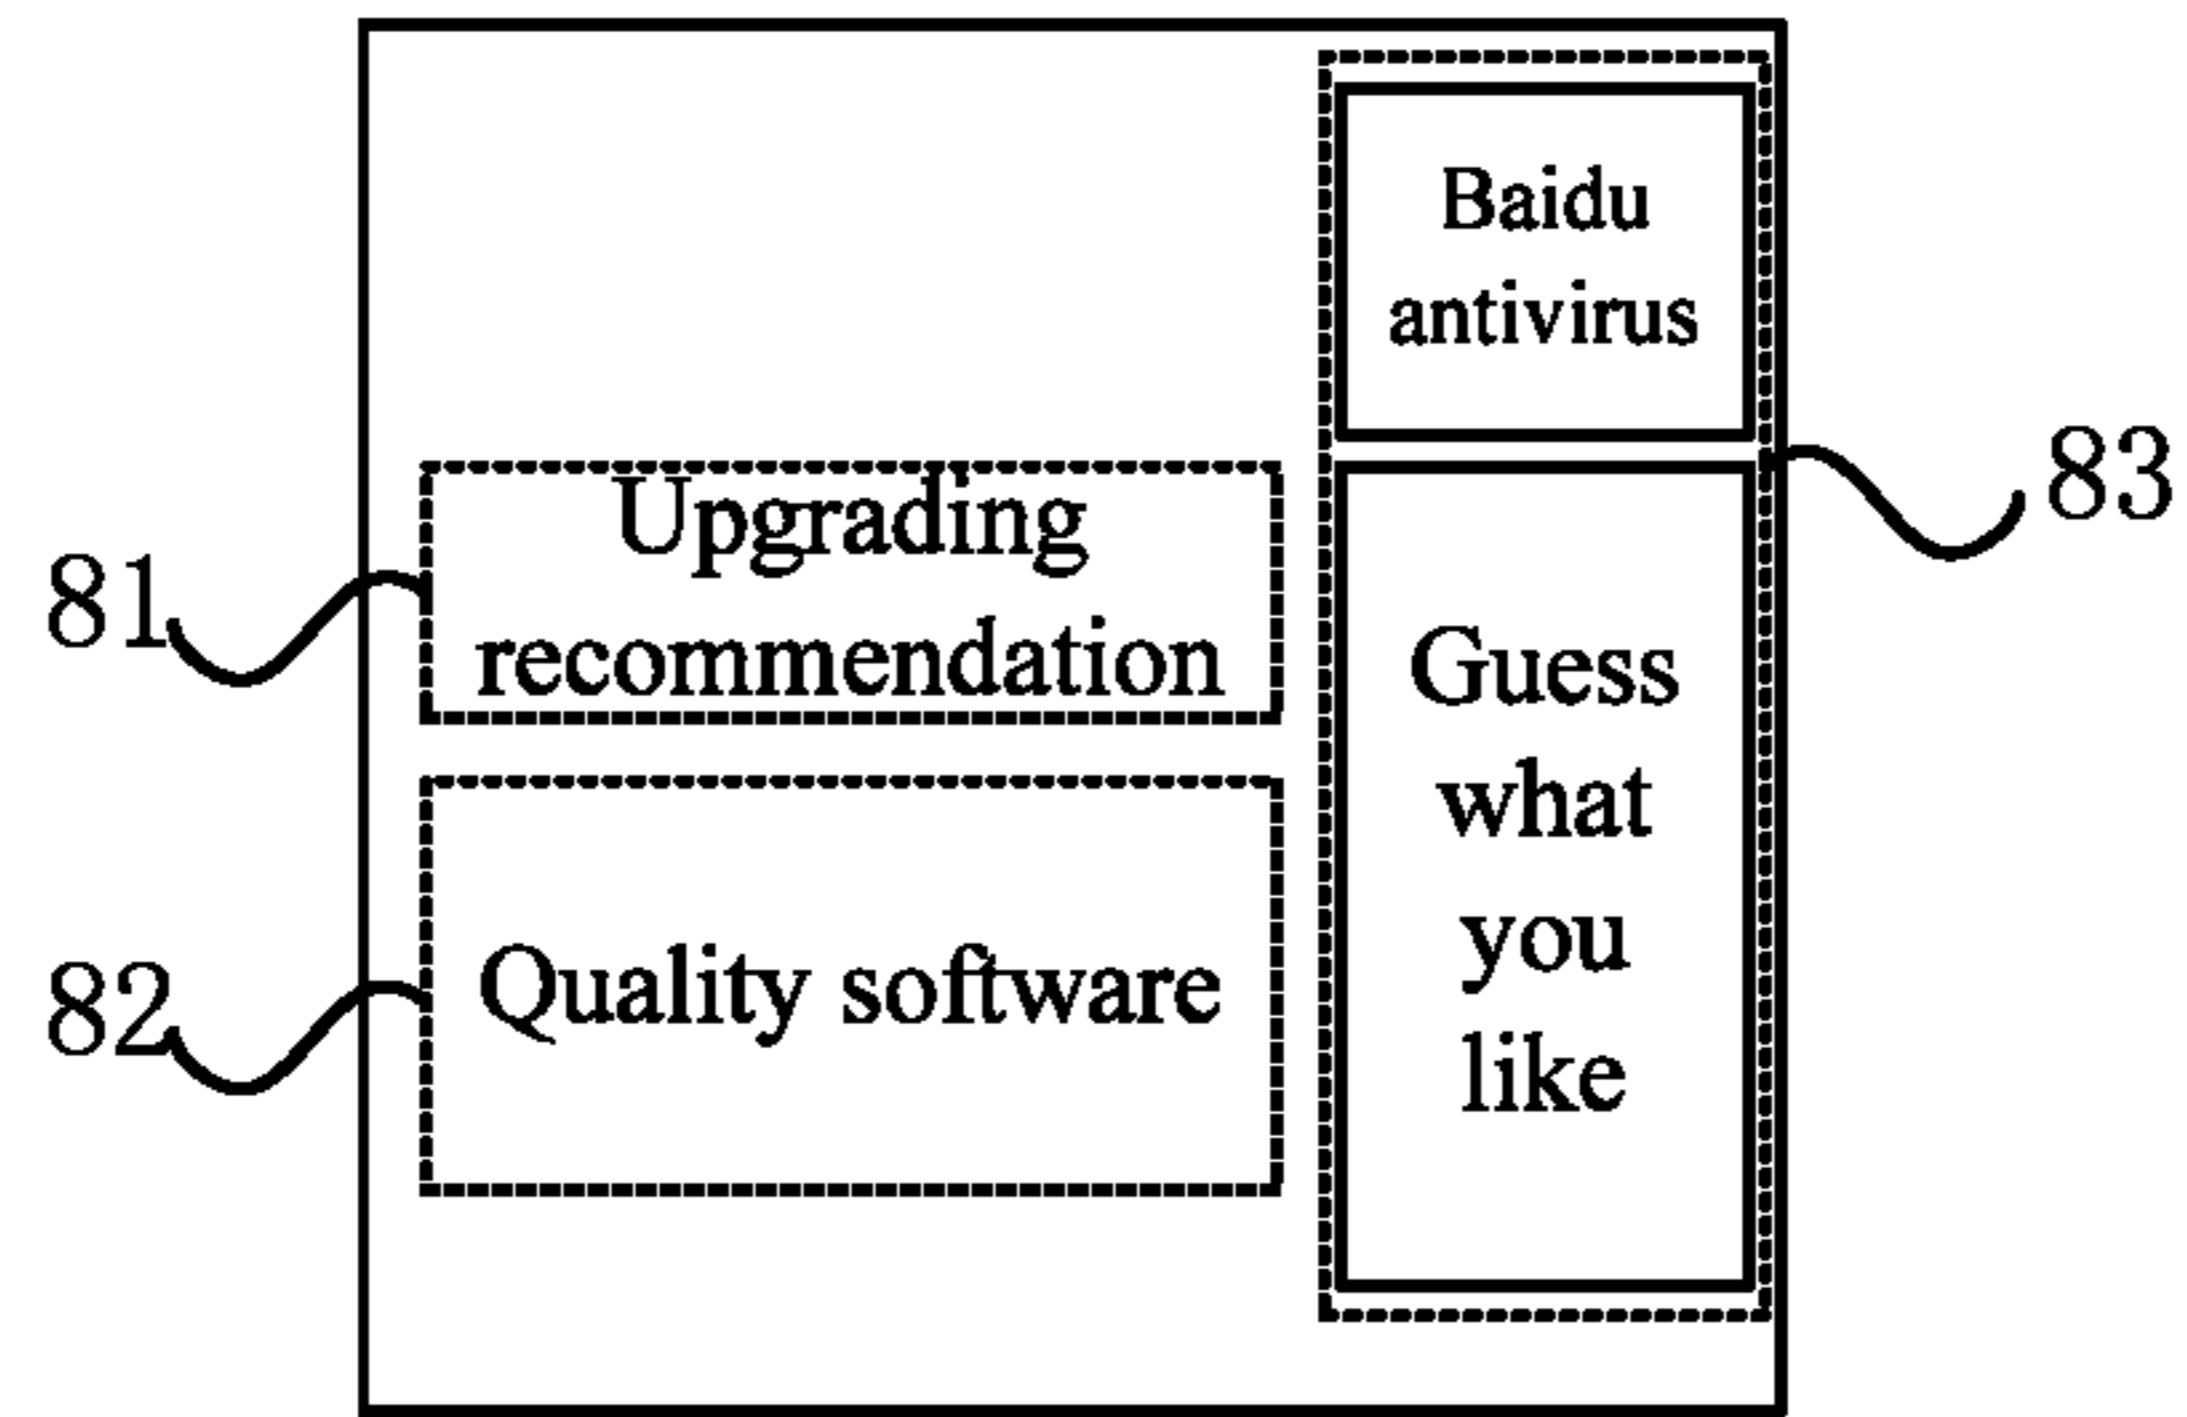 Baidu
antivirus
83
Upgrading
recommendation
81
Guess
what
you
like
Quality software
82